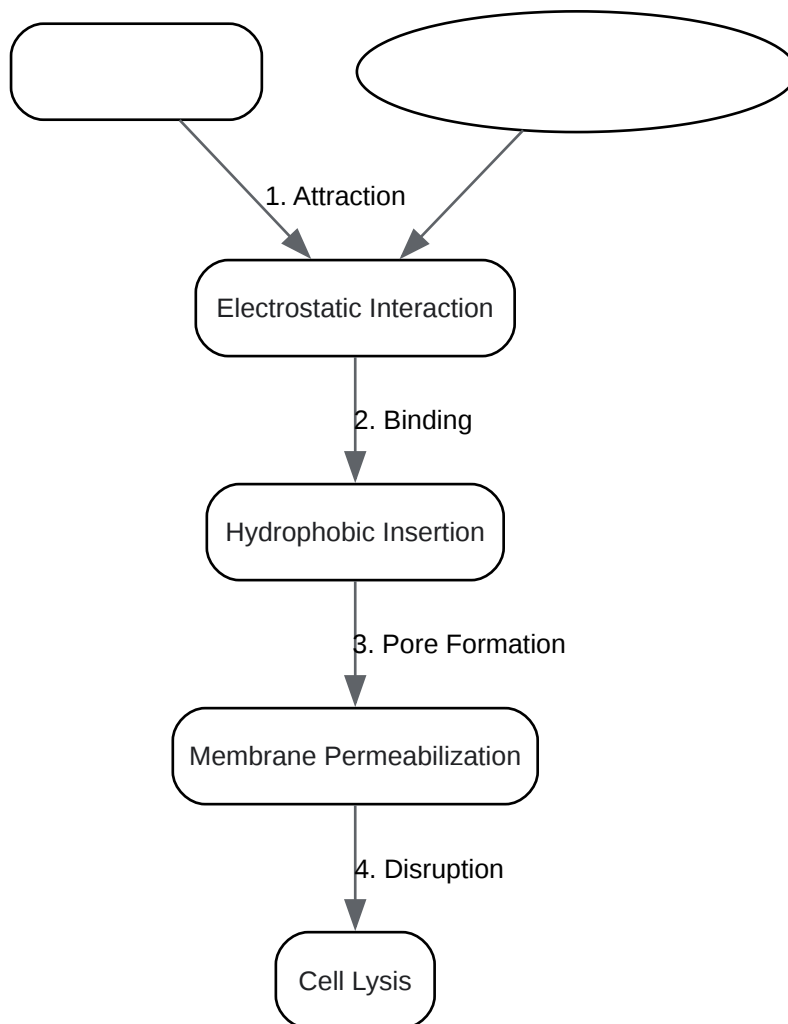 1. Attraction
Electrostatic Interaction
2. Binding
Hydrophobic Insertion
3. Pore Formation
Membrane Permeabilization
4. Disruption
Cell Lysis